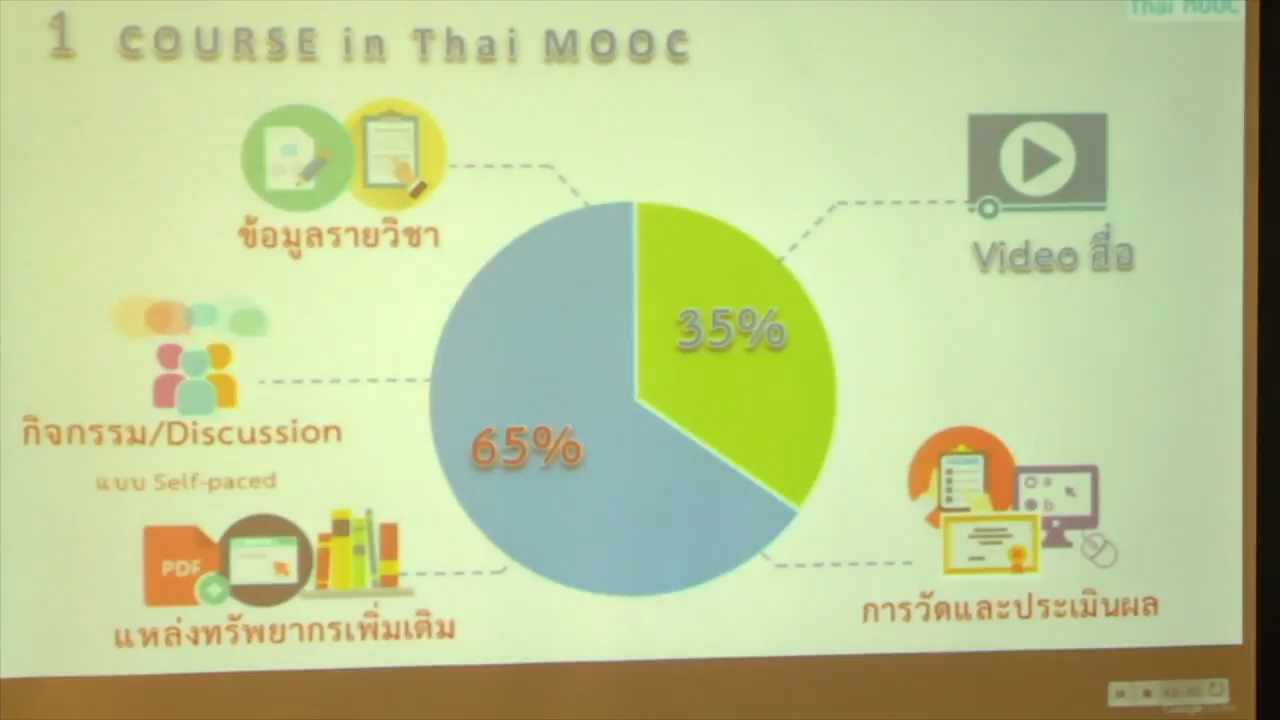 Thai MOOC
1 COURSE in Thai MOOC
ข้อมูลรายวิชา
Video สื่อ
35%
65%
กิจกรรม/Discussion
แบบ Self-paced
PDF
a
b
แหล่งทรัพยากรเพิ่มเติม
การวัดและประเมินผล